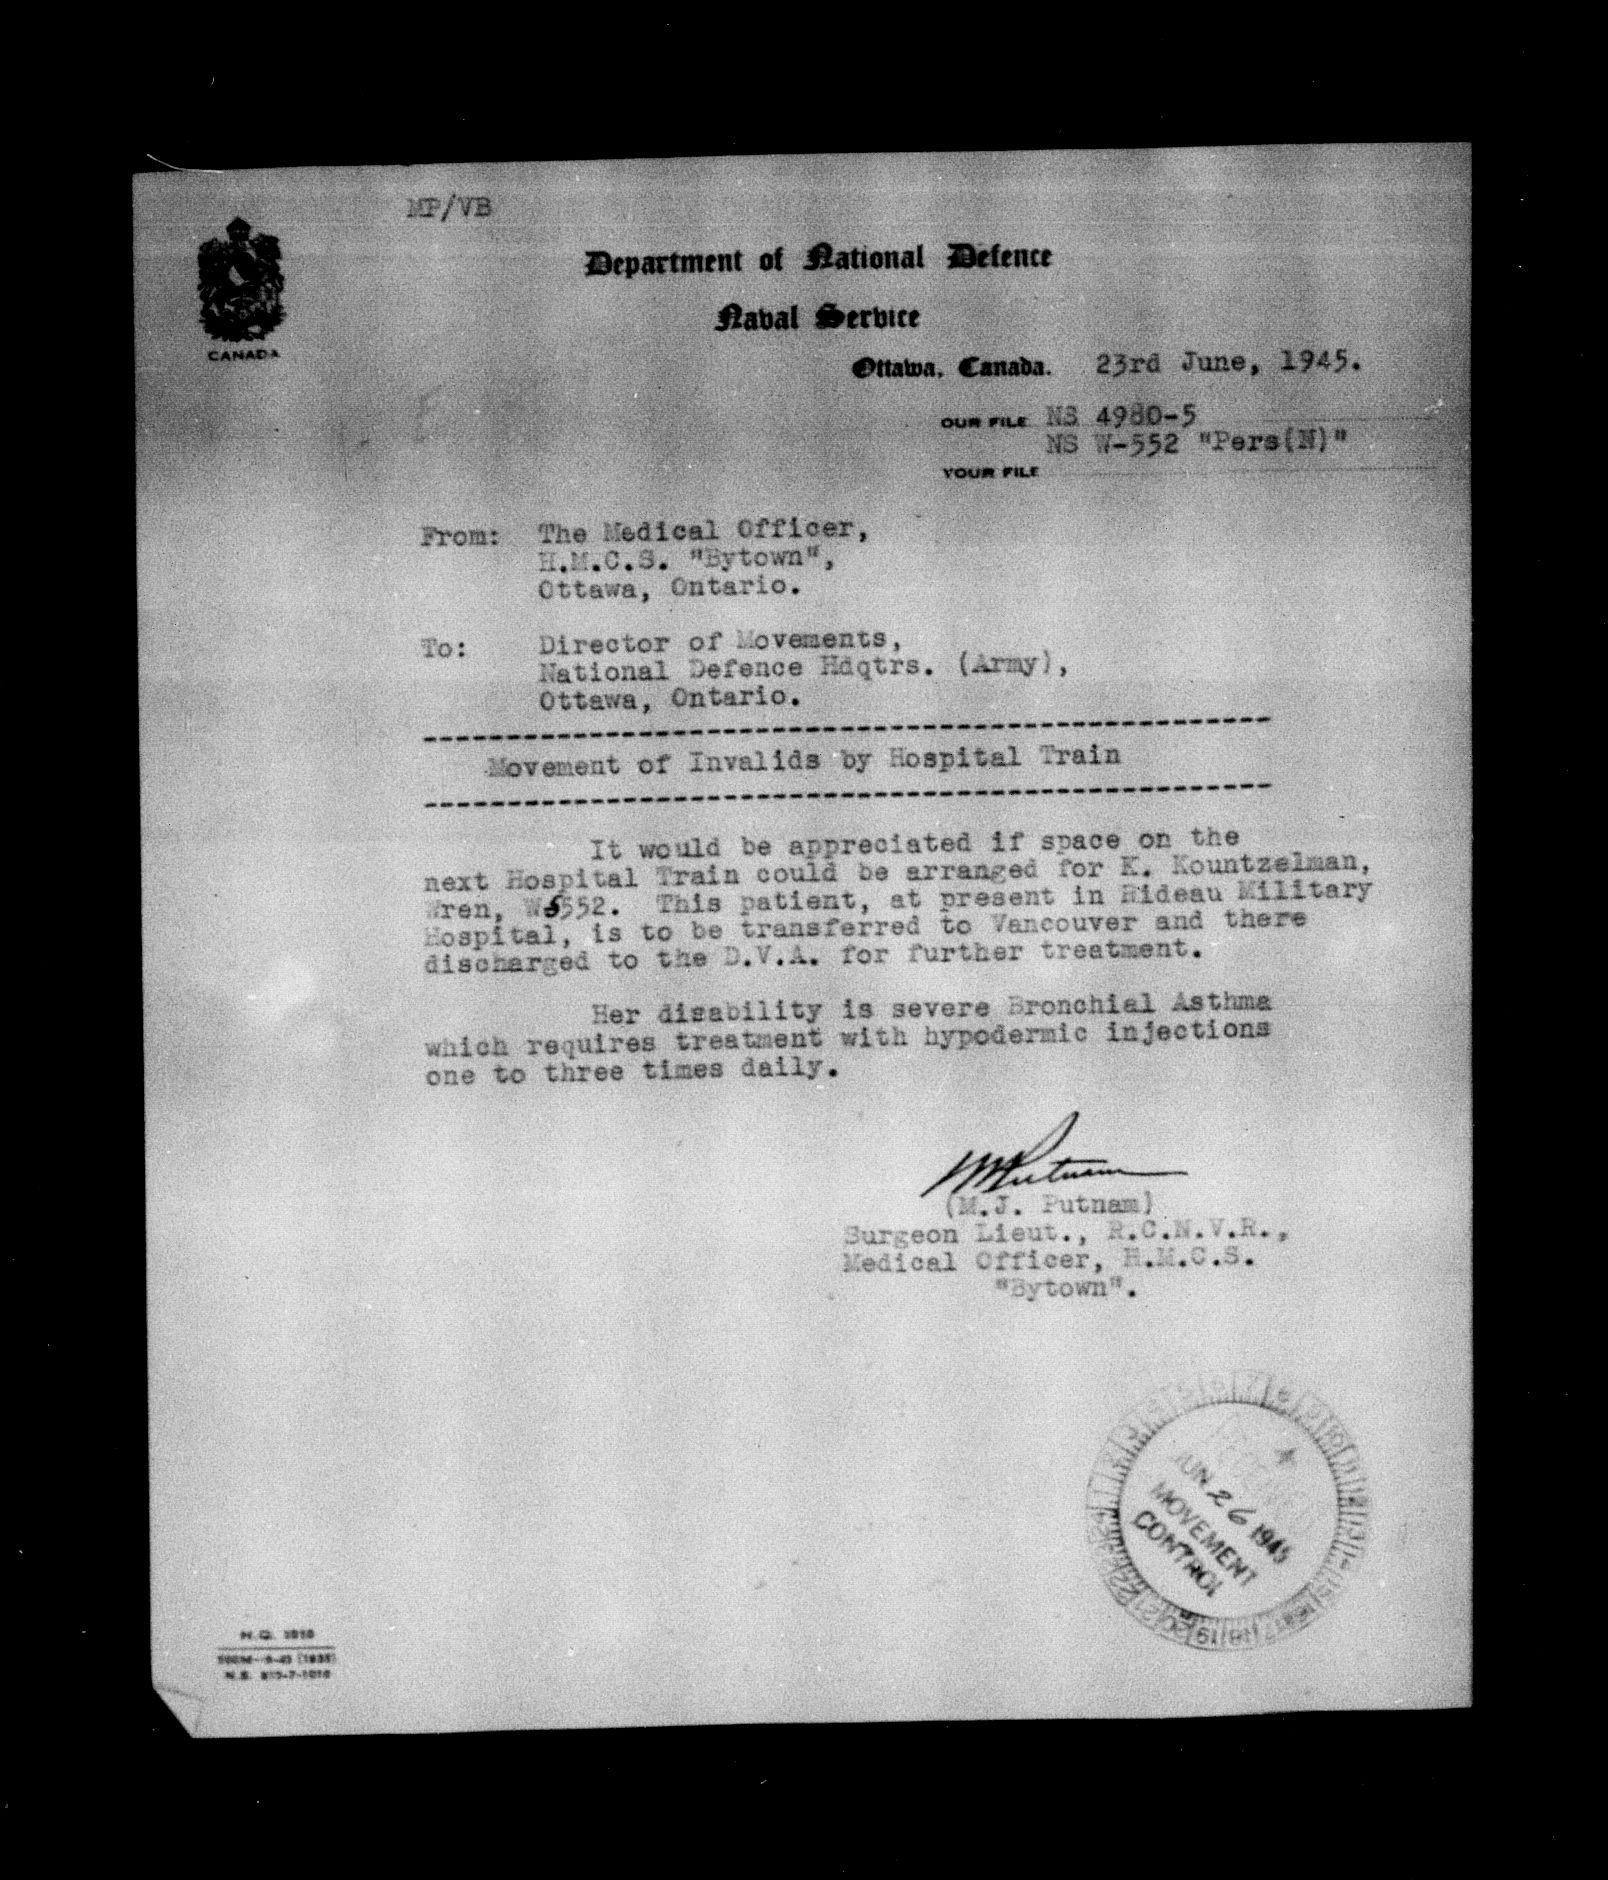 MP/VB
Department of National Defence
Naval Service
CANADA
Ottawa, Canada. 23rd June, 1945.
OUR FILE NS 4980-5
NS W-552 "Pers(N)"
YOUR FILE
From: The Medical Officer,
H.M.C.S. "Bytown",
Ottawa, Ontario.
To: Director of Movements,
National Defence Hdqtrs. (Army),
Ottawa, Ontario.
Movement of Invalids by Hospital Train
It would be appreciated if space on the
next Hospital Train could be arranged for K. Kountzelman,
Wren, W5552. This patient, at present in Rideau Military
Hospital, is to be transferred to Vancouver and there
discharged to the D.V.A. for further treatment.
Her disability is severe Bronchial Asthma
which requires treatment with hypodermic injections
one to three times daily.
MPutnam
(M.J. Putnam)
Surgeon Lieut., R.C.N.V.R.,
Medical Officer, H.M.C.S.
"Bytown".
JUN 26 1945
MOVEMENT
CONTROL
H.Q. 1010